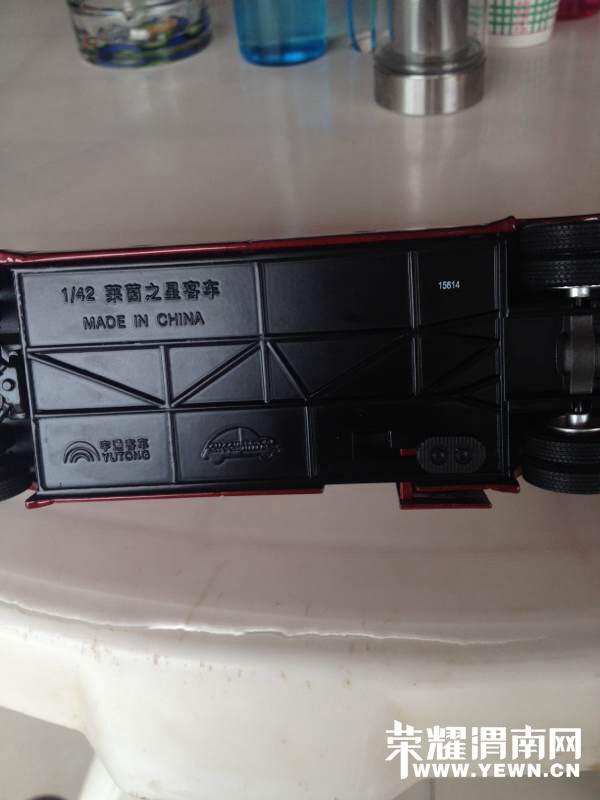 1/42 莱茵之星客车
MADE IN CHINA
15614
宇通客车
YUTONG
荣耀渭南网
WWW.YEWN.CN